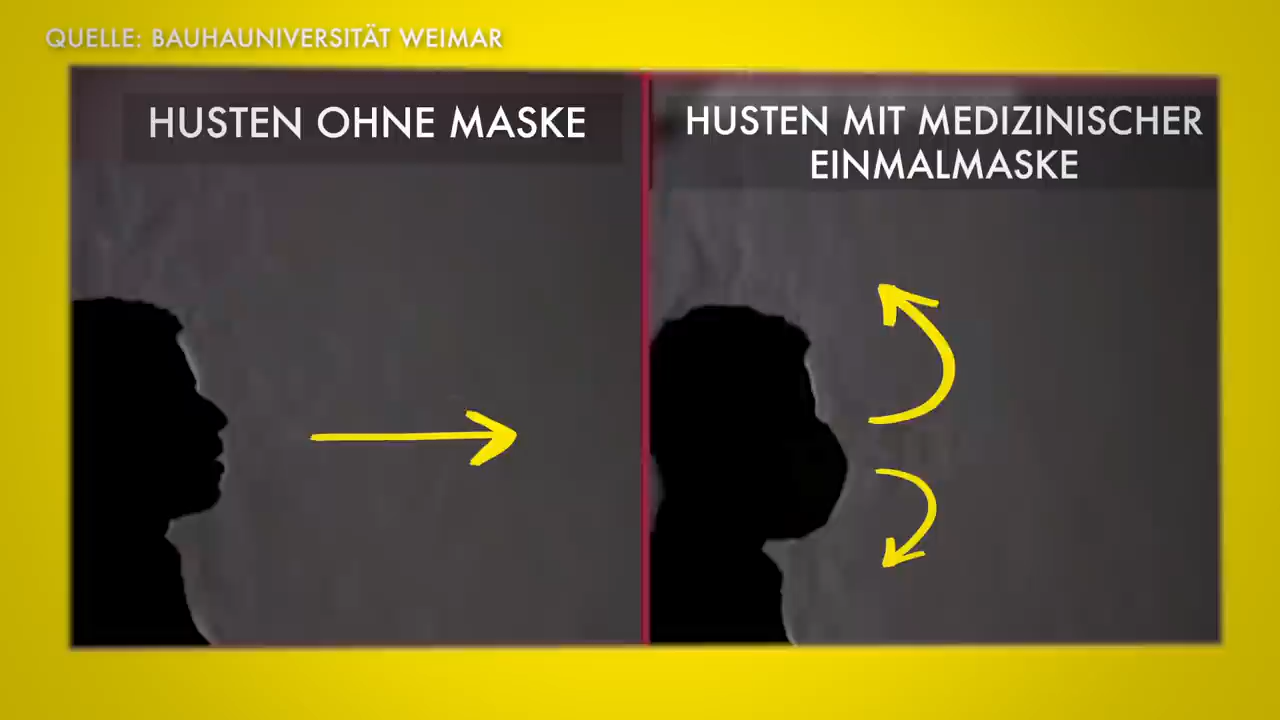 QUELLE: BAUHAUNIVERSITÄT WEIMAR
HUSTEN OHNE MASKE
HUSTEN MIT MEDIZINISCHER
EINMALMASKE